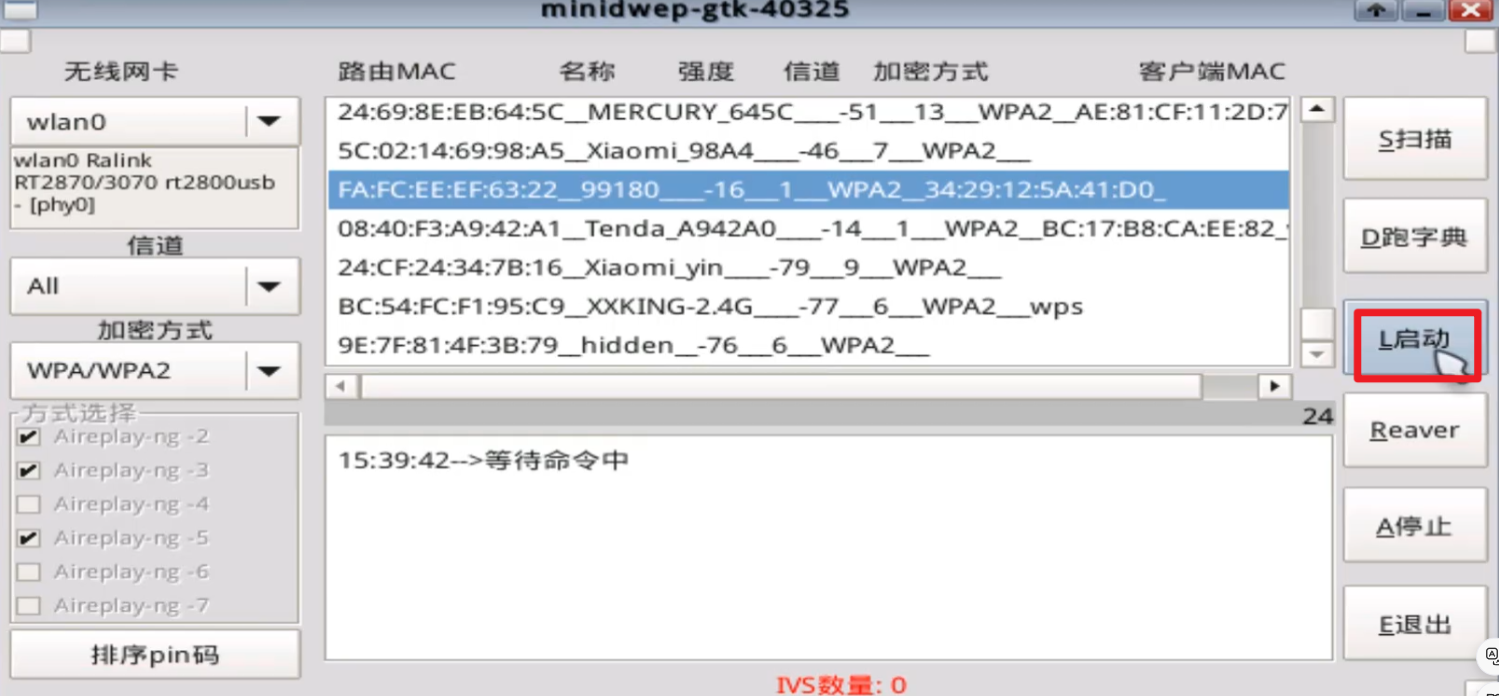 minidwep-gtk-40325
无线网卡
路由MAC 名称 强度 信道 加密方式 客户端MAC
wlan0
wlan0 Ralink
RT2870/3070 rt2800usb
- [phy0]
信道
All
加密方式
WPA/WPA2
方式选择
Aireplay-ng -2
Aireplay-ng -3
Aireplay-ng -4
Aireplay-ng -5
Aireplay-ng -6
Aireplay-ng -7
排序pin码
24:69:8E:EB:64:5C__MERCURY_645C____-51___13___WPA2__AE:81:CF:11:2D:7
5C:02:14:69:98:A5__Xiaomi_98A4____-46___7___WPA2___
FA:FC:EE:EF:63:22__99180____-16___1___WPA2__34:29:12:5A:41:D0_
08:40:F3:A9:42:A1__Tenda_A942A0____-14___1___WPA2__BC:17:B8:CA:EE:82_
24:CF:24:34:7B:16__Xiaomi_yin____-79___9___WPA2___
BC:54:FC:F1:95:C9__XXKING-2.4G____-77___6___WPA2___wps
9E:7F:81:4F:3B:79__hidden__-76___6___WPA2___
24
15:39:42-->等待命令中
IVS数量: 0
S扫描
D跑字典
L启动
Reaver
A停止
E退出